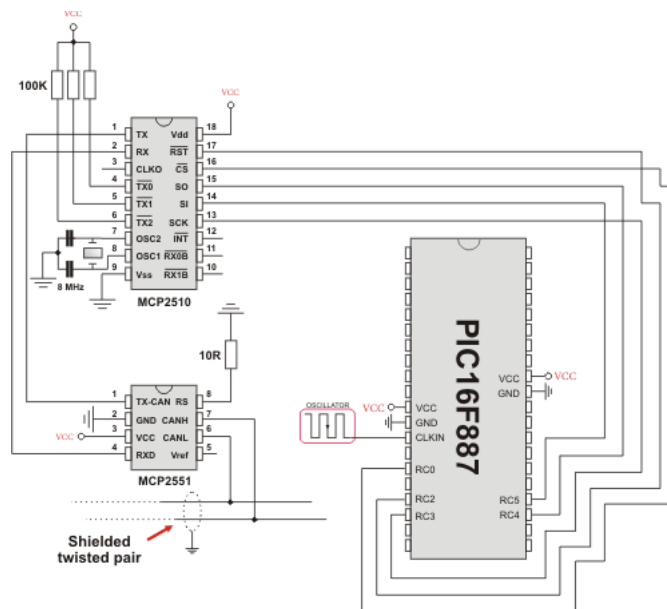 VCC
100K
VCC
1 TX Vdd 18
2 RX RST 17
3 CLKO CS 16
4 TX0 SO 15
5 TX1 SI 14
6 TX2 SCK 13
7 OSC2 INT 12
8 OSC1 RX0B 11
9 Vss RX1B 10
8 MHz
MCP2510
10R
1 TX-CAN RS 8
2 GND CANH 7
VCC 3 VCC CANL 6
4 RXD Vref 5
MCP2551
Shielded
twisted pair
PIC16F887
OSCILLATOR
VCC VCC
GND
CLKIN
RC0
RC2
RC3
VCC VCC
GND
RC5
RC4